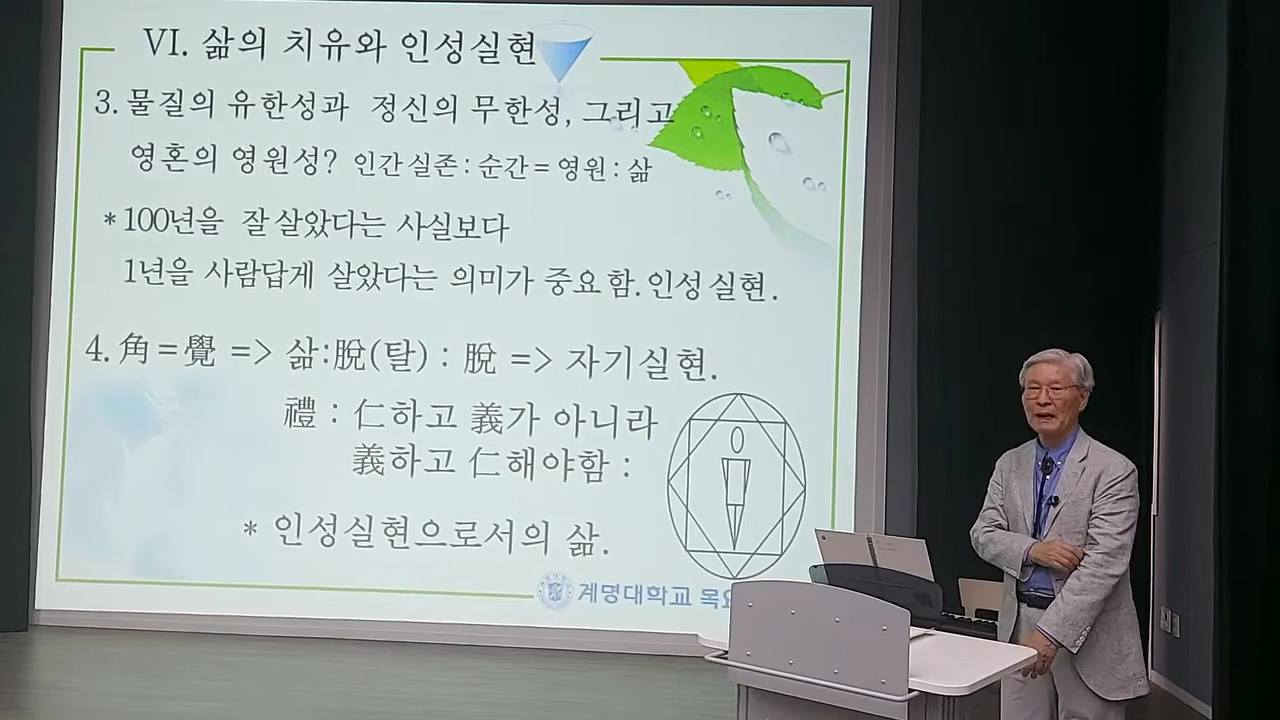 VI. 삶의 치유와 인성실현
3. 물질의 유한성과 정신의 무한성, 그리고
영혼의 영원성? 인간 실존 : 순간 = 영원 : 삶
* 100년을 잘 살았다는 사실보다
1년을 사람답게 살았다는 의미가 중요함. 인성 실현.
4. 角 = 覺 => 삶:脫(탈) : 脫 => 자기실현.
禮 : 仁하고 義가 아니라
義하고 仁해야함 :
* 인성실현으로서의 삶.
계명대학교